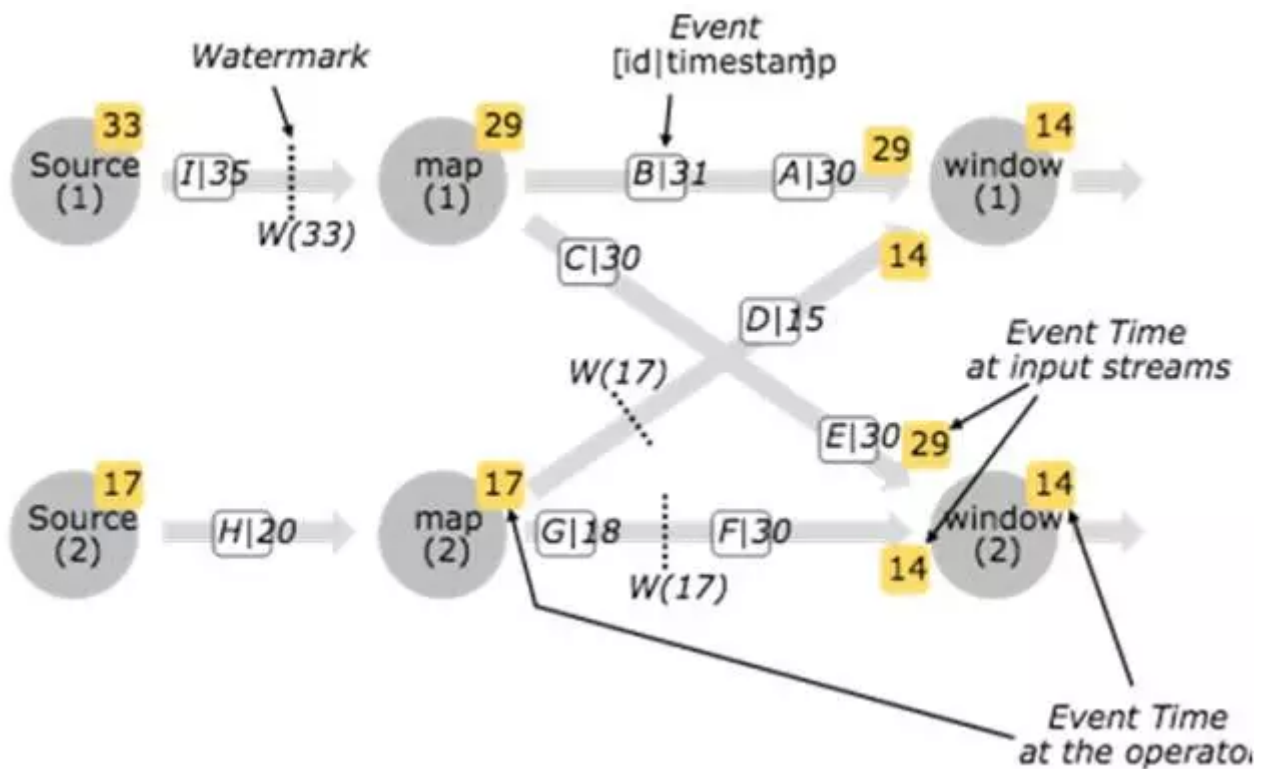 Event
[id|timestamp]
Watermark
33
Source
(1)
I|35
W(33)
29
map
(1)
B|31
A|30
29
14
window
(1)
C|30
14
D|15
Event Time
at input streams
W(17)
E|30
29
17
Source
(2)
H|20
17
map
(2)
G|18
F|30
W(17)
14
14
window
(2)
Event Time
at the operator